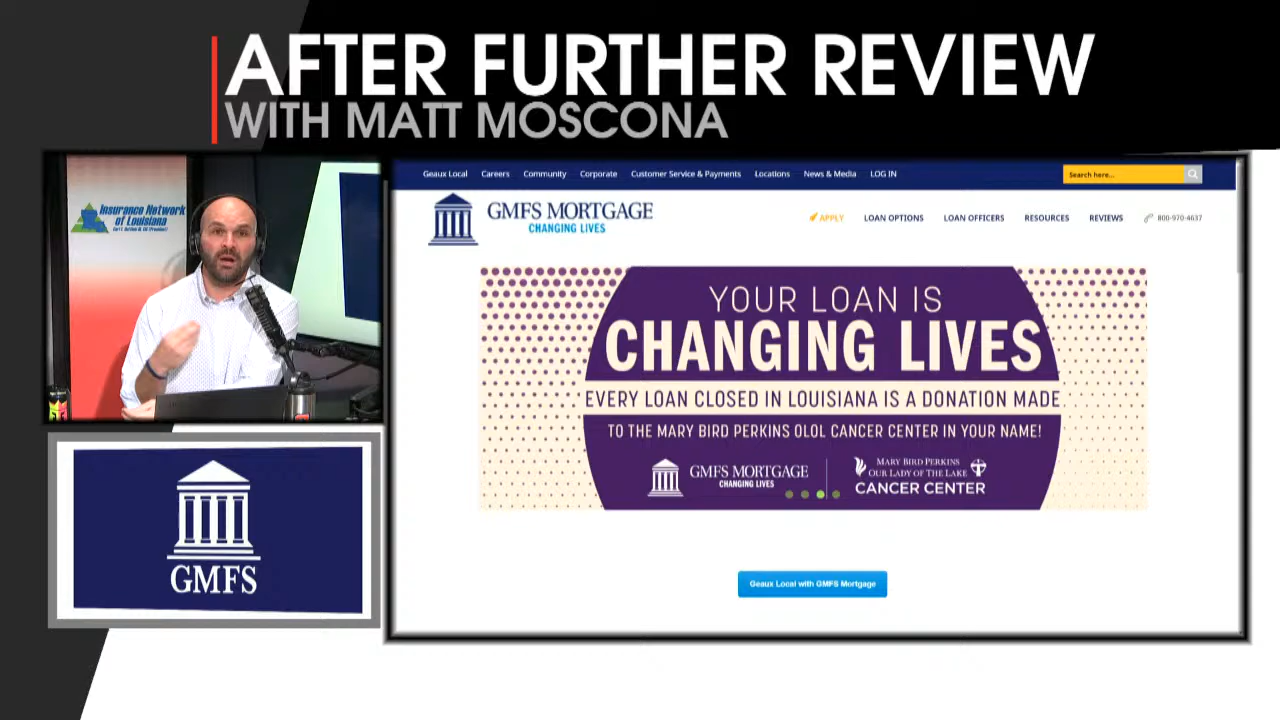 AFTER FURTHER REVIEW
WITH MATT MOSCONA
Insurance Network
of Louisiana
Geaux Local Careers Community Corporate Customer Service & Payments Locations News & Media LOG IN
Search here...
GMFS MORTGAGE
CHANGING LIVES
APPLY LOAN OPTIONS LOAN OFFICERS RESOURCES REVIEWS 800-970-4637
YOUR LOAN IS
CHANGING LIVES
EVERY LOAN CLOSED IN LOUISIANA IS A DONATION MADE
TO THE MARY BIRD PERKINS OLOL CANCER CENTER IN YOUR NAME!
GMFS MORTGAGE
CHANGING LIVES
MARY BIRD PERKINS
OUR LADY OF THE LAKE
CANCER CENTER
Geaux Local with GMFS Mortgage
GMFS